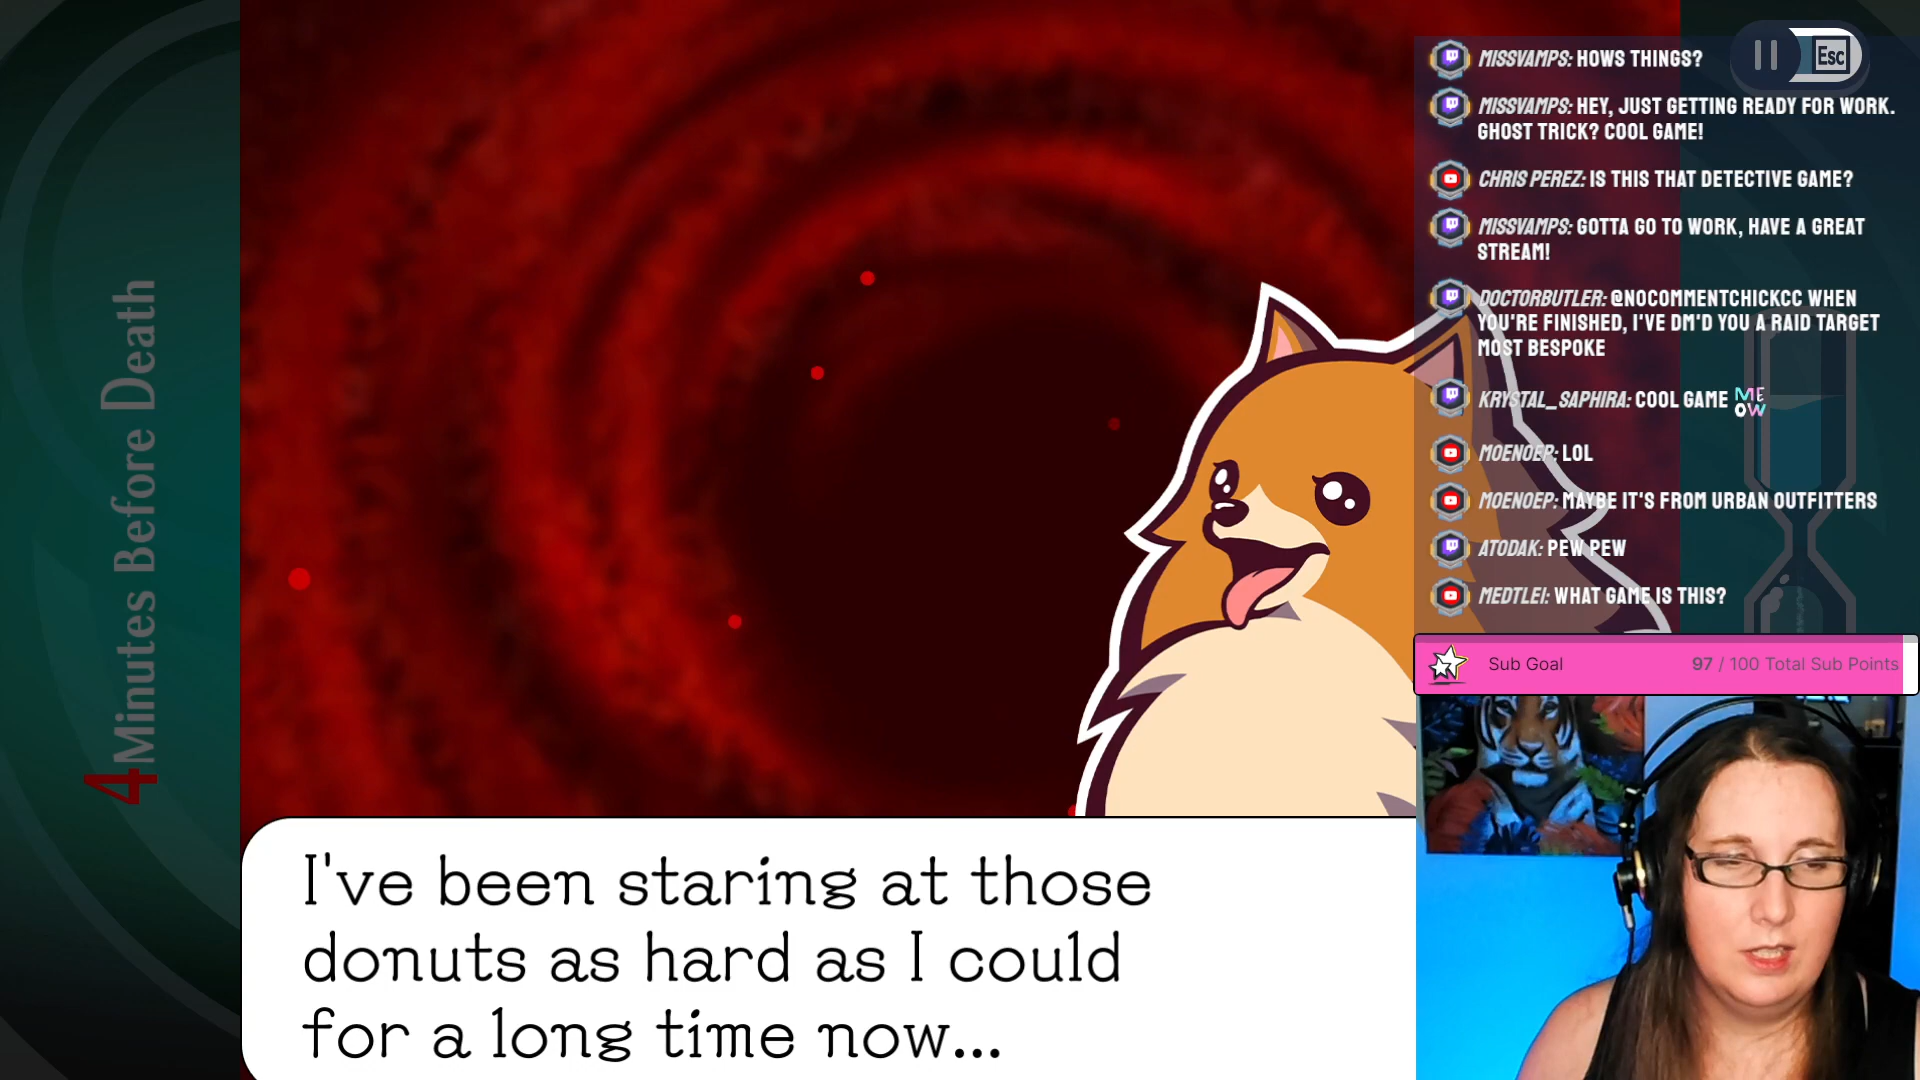 4 Minutes Before Death
Esc
MISSVAMPS: HOWS THINGS?
MISSVAMPS: HEY, JUST GETTING READY FOR WORK.
GHOST TRICK? COOL GAME!
CHRIS PEREZ: IS THIS THAT DETECTIVE GAME?
MISSVAMPS: GOTTA GO TO WORK, HAVE A GREAT
STREAM!
DOCTORBUTLER: @NOCOMMENTCHICKCC WHEN
YOU'RE FINISHED, I'VE DM'D YOU A RAID TARGET
MOST BESPOKE
KRYSTAL_SAPHIRA: COOL GAME MEOW
MOENOEP: LOL
MOENOEP: MAYBE IT'S FROM URBAN OUTFITTERS
ATODAK: PEW PEW
MEDTLEI: WHAT GAME IS THIS?
Sub Goal 97 / 100 Total Sub Points
I've been staring at those
donuts as hard as I could
for a long time now...